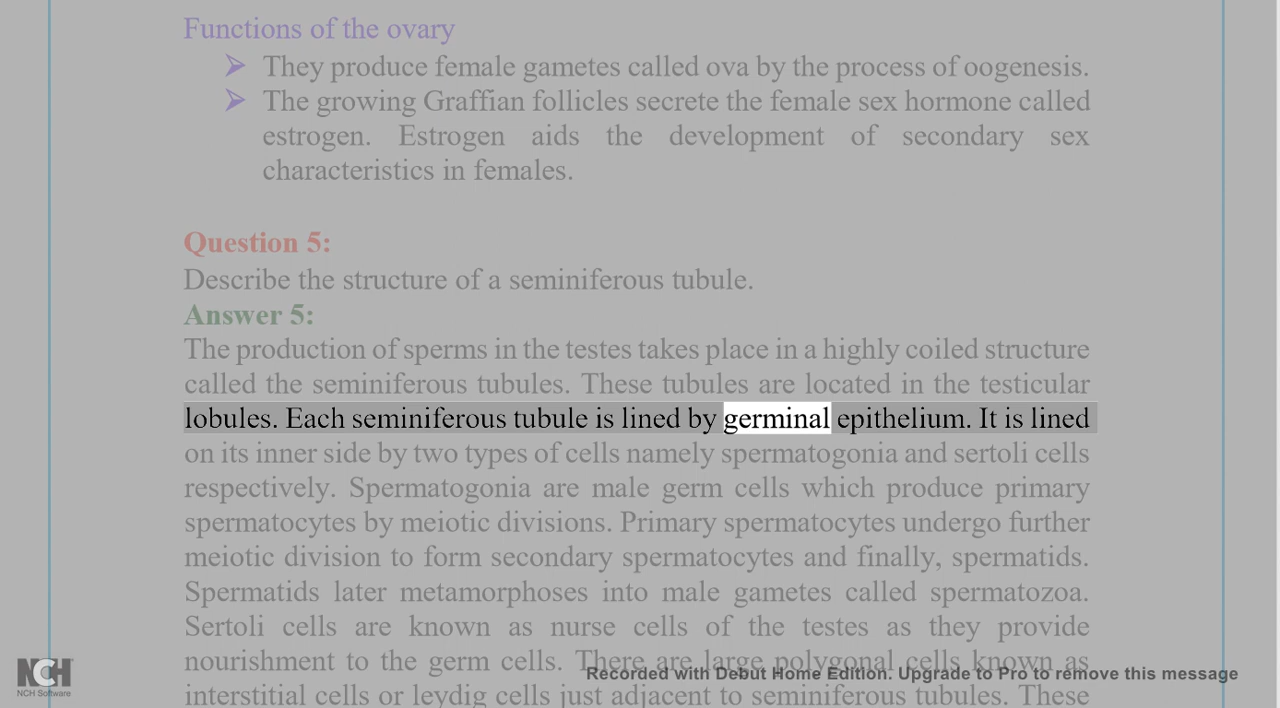 Functions of the ovary
➢ They produce female gametes called ova by the process of oogenesis.
➢ The growing Graffian follicles secrete the female sex hormone called
estrogen. Estrogen aids the development of secondary sex
characteristics in females.
Question 5:
Describe the structure of a seminiferous tubule.
Answer 5:
The production of sperms in the testes takes place in a highly coiled structure
called the seminiferous tubules. These tubules are located in the testicular
lobules. Each seminiferous tubule is lined by germinal epithelium. It is lined
on its inner side by two types of cells namely spermatogonia and sertoli cells
respectively. Spermatogonia are male germ cells which produce primary
spermatocytes by meiotic divisions. Primary spermatocytes undergo further
meiotic division to form secondary spermatocytes and finally, spermatids.
Spermatids later metamorphoses into male gametes called spermatozoa.
Sertoli cells are known as nurse cells of the testes as they provide
nourishment to the germ cells. There are large polygonal cells known as
interstitial cells or leydig cells just adjacent to seminiferous tubules. These
NCH
NCH Software
Recorded with Debut Home Edition. Upgrade to Pro to remove this message